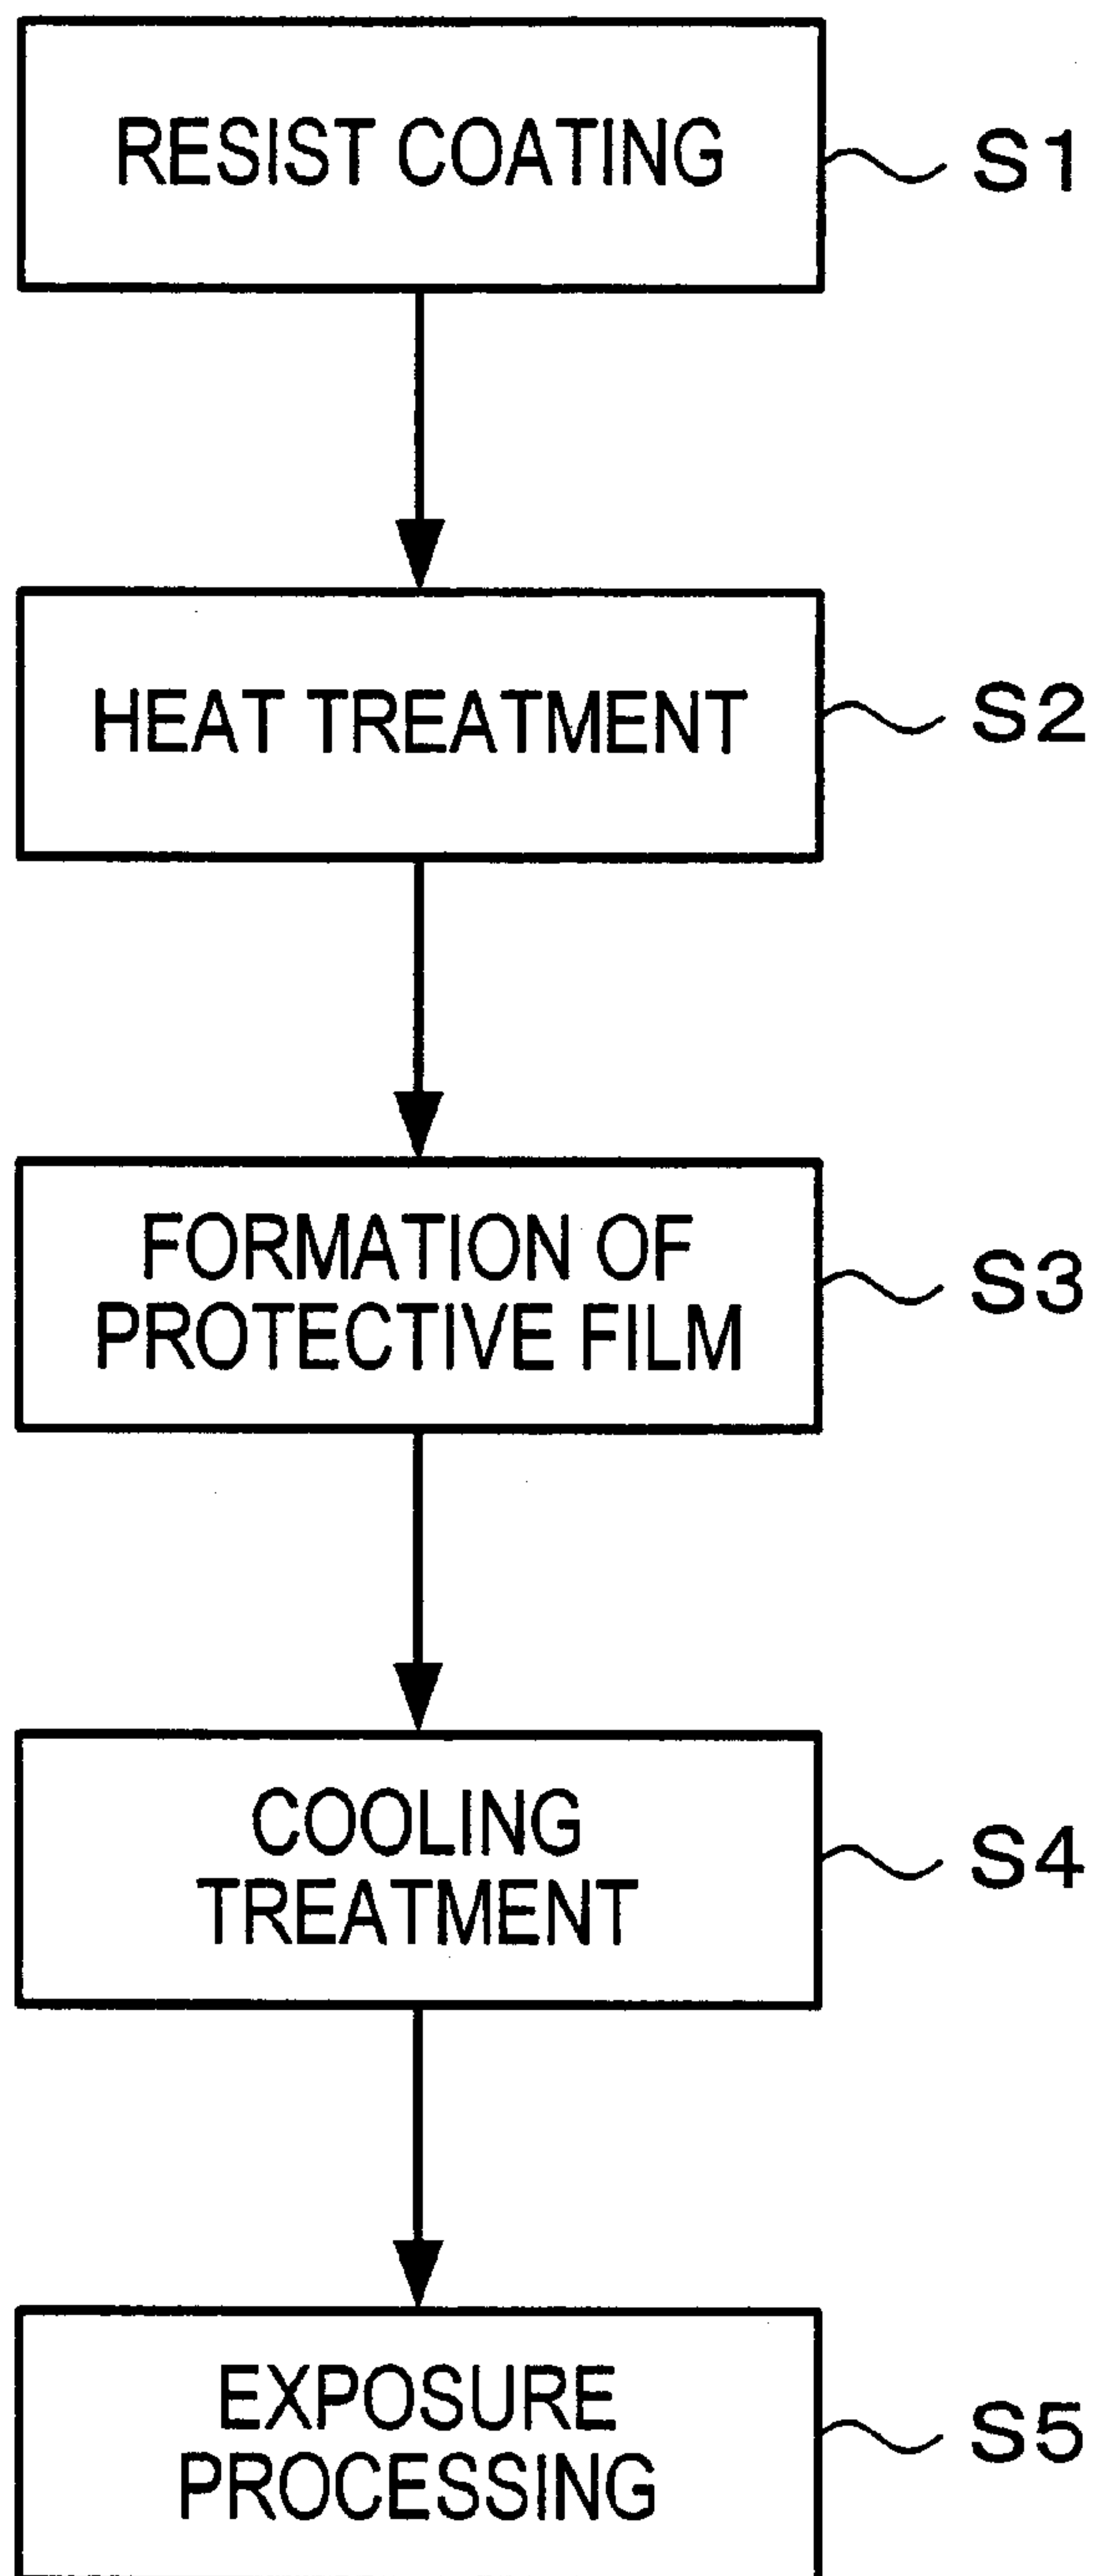 RESIST COATING
S1
HEAT TREATMENT
S2
FORMATION OF
PROTECTIVE FILM
S3
COOLING
TREATMENT
S4
EXPOSURE
PROCESSING
S5